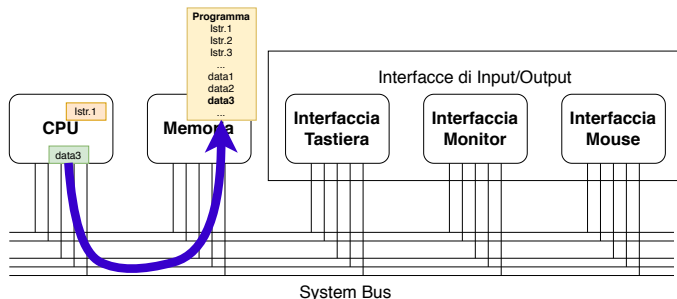 Programma
Istr.1
Istr.2
Istr.3
...
data1
data2
data3
...
Interfacce di Input/Output
Istr.1
CPU
data3
Memoria
Interfaccia
Tastiera
Interfaccia
Monitor
Interfaccia
Mouse
System Bus